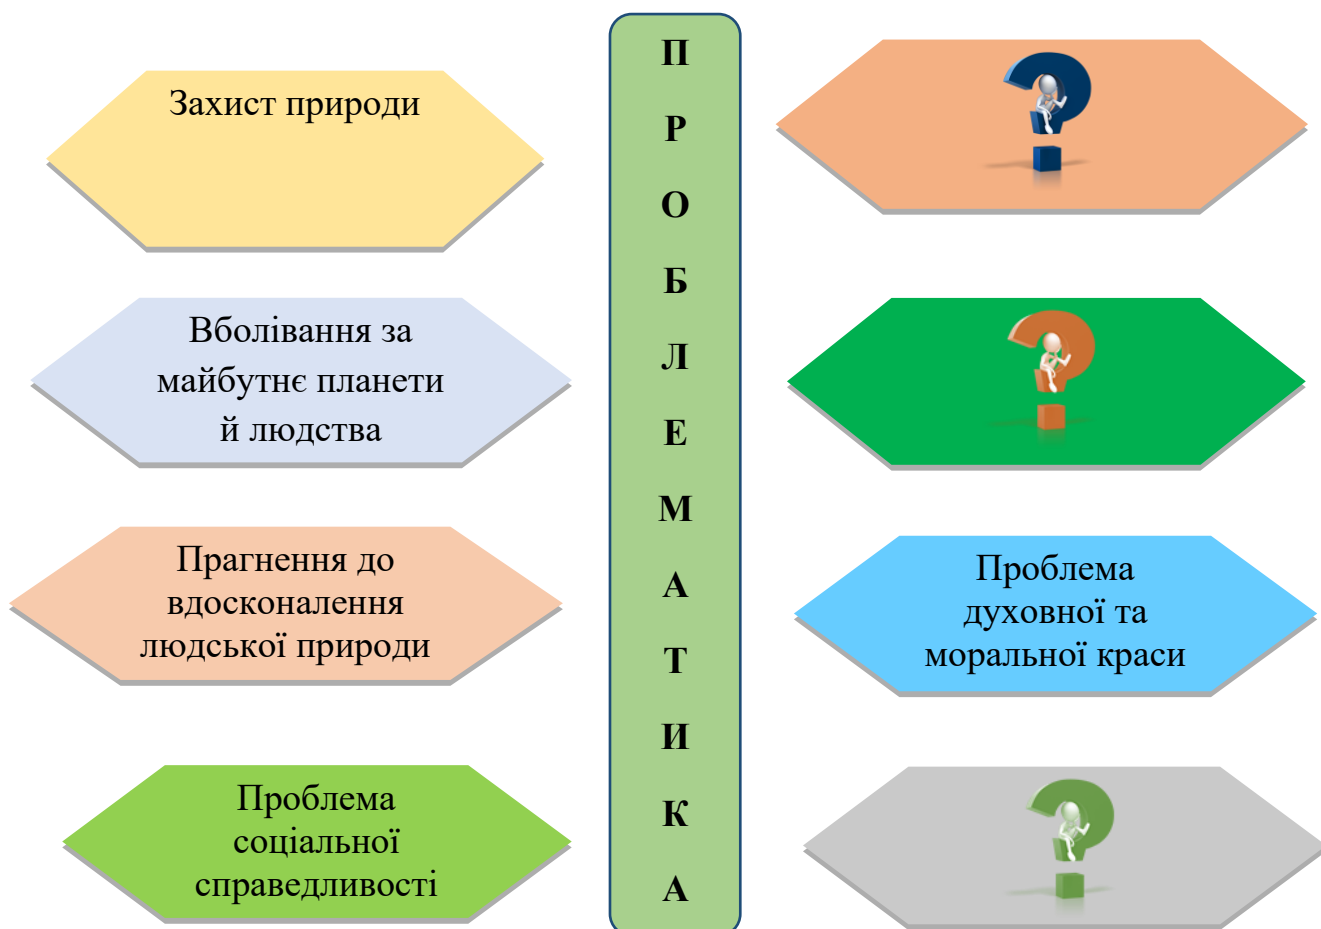 Захист природи
Вболівання за
майбутнє планети
й людства
Прагнення до
вдосконалення
людської природи
Проблема
соціальної
справедливості
П
Р
О
Б
Л
Е
М
А
Т
И
К
А
?
?
Проблема
духовної та
моральної краси
?